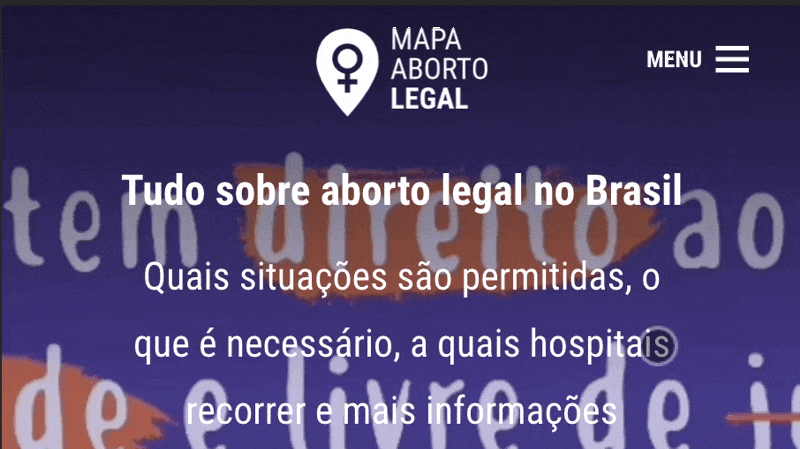 MAPA
ABORTO
LEGAL
MENU
Tudo sobre aborto legal no Brasil
tem direito ao
Quais situações são permitidas, o
que é necessário, a quais hospitais
de e livre de
recorrer e mais informações